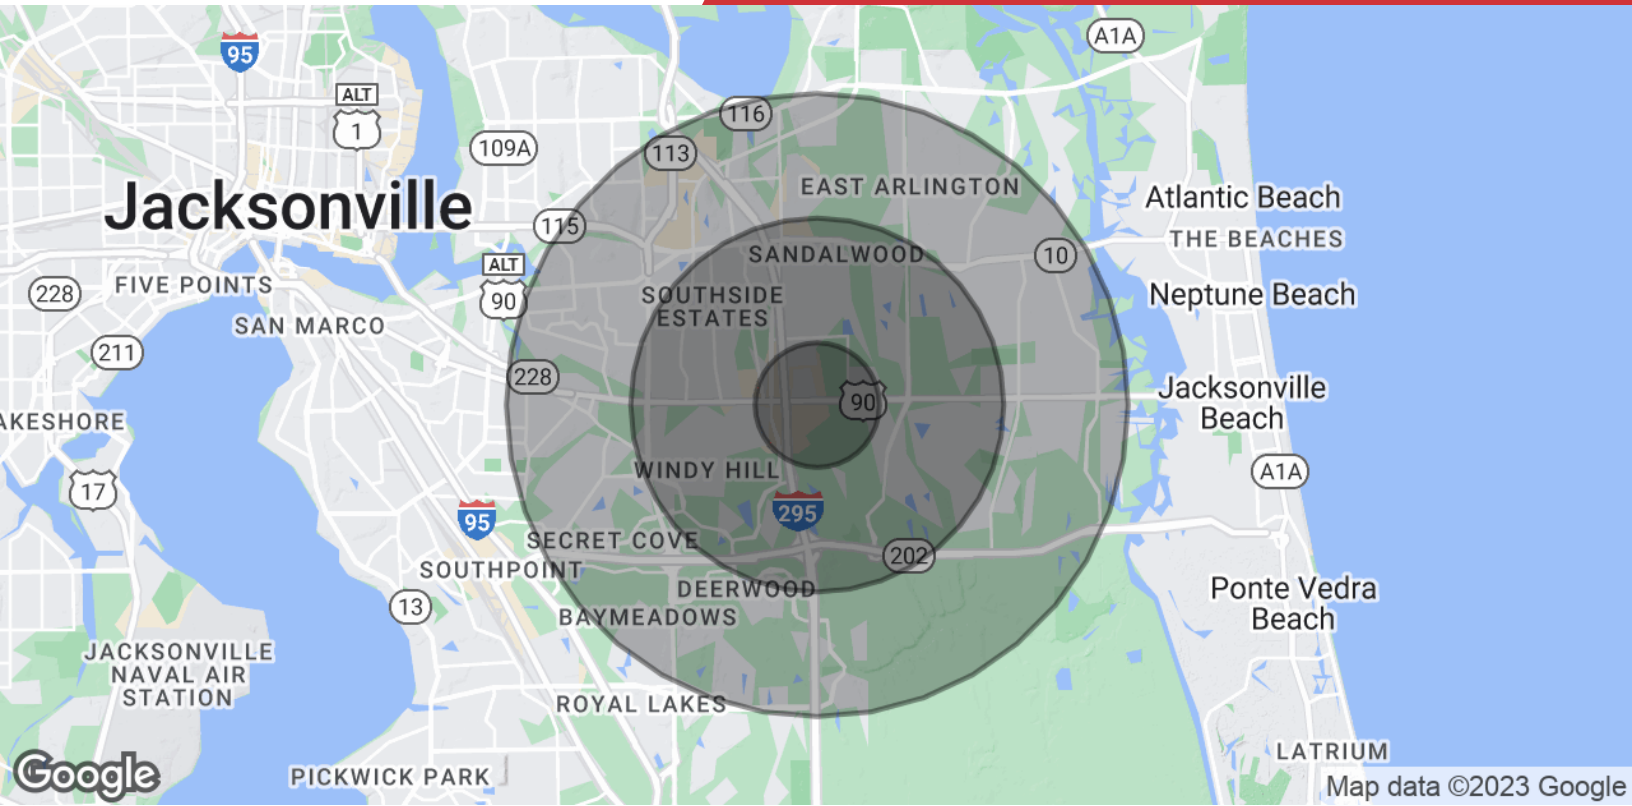 A1A
95
ALT
1
116
109A
113
EAST ARLINGTON
Atlantic Beach
Jacksonville
115
THE BEACHES
SANDALWOOD
10
ALT
90
FIVE POINTS
228
SOUTHSIDE
ESTATES
Neptune Beach
SAN MARCO
211
228
90
Jacksonville
Beach
AKESHORE
WINDY HILL
A1A
17
95
295
SECRET COVE
202
SOUTHPOINT
DEERWOOD
Ponte Vedra
Beach
13
BAYMEADOWS
JACKSONVILLE
NAVAL AIR
STATION
ROYAL LAKES
LATRIUM
Google
PICKWICK PARK
Map data ©2023 Google